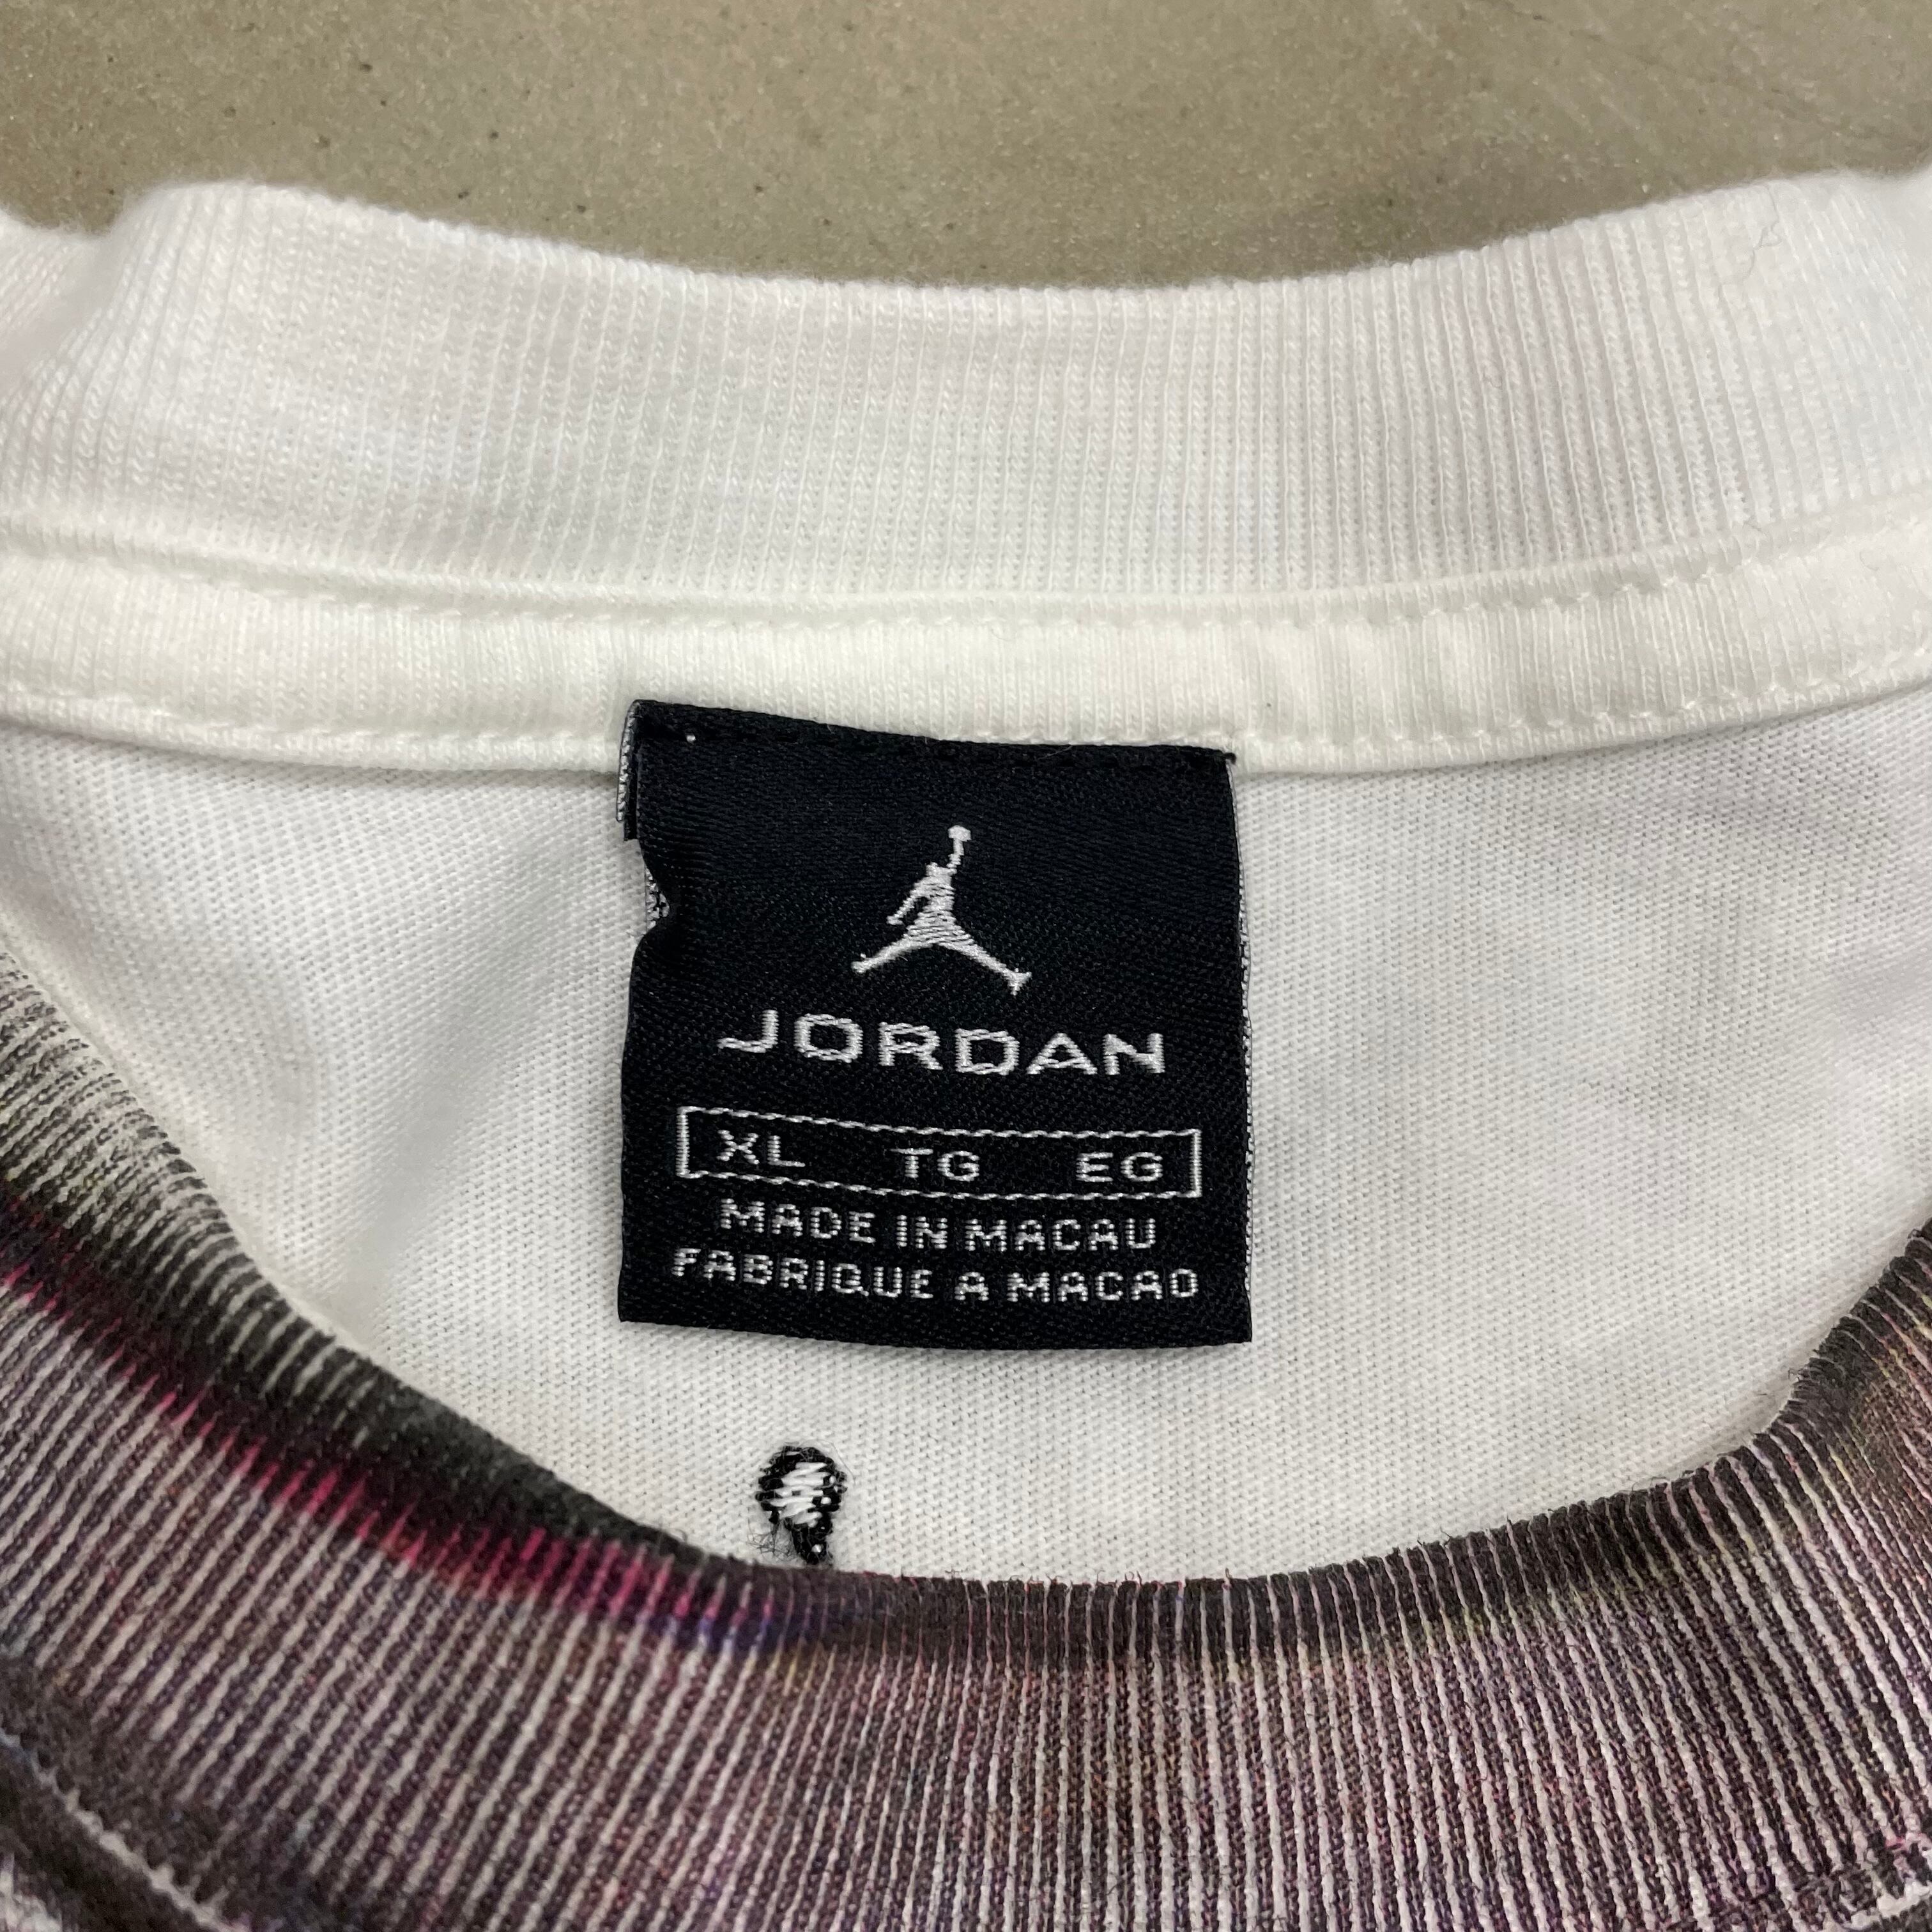 JORDAN
XL TG EG
MADE IN MACAU
FABRIQUE A MACAO